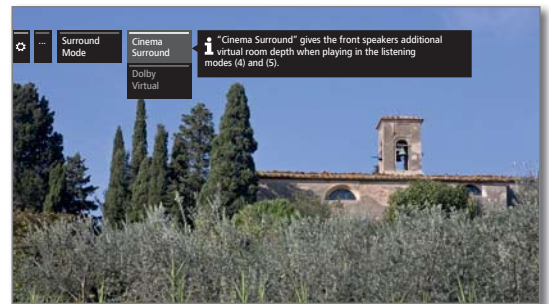 ...
Surround
Mode
Cinema
Surround
Dolby
Virtual
“Cinema Surround” gives the front speakers additional
virtual room depth when playing in the listening
modes (4) and (5).